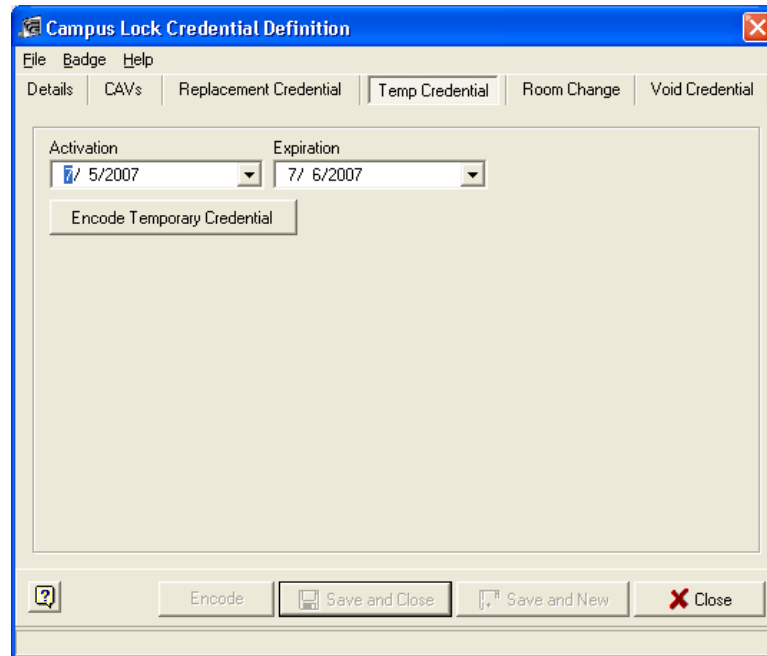 Campus Lock Credential Definition
File Badge Help
Details CAVs Replacement Credential Temp Credential Room Change Void Credential
Activation Expiration
7/ 5/2007 7/ 6/2007
Encode Temporary Credential
Encode Save and Close Save and New Close